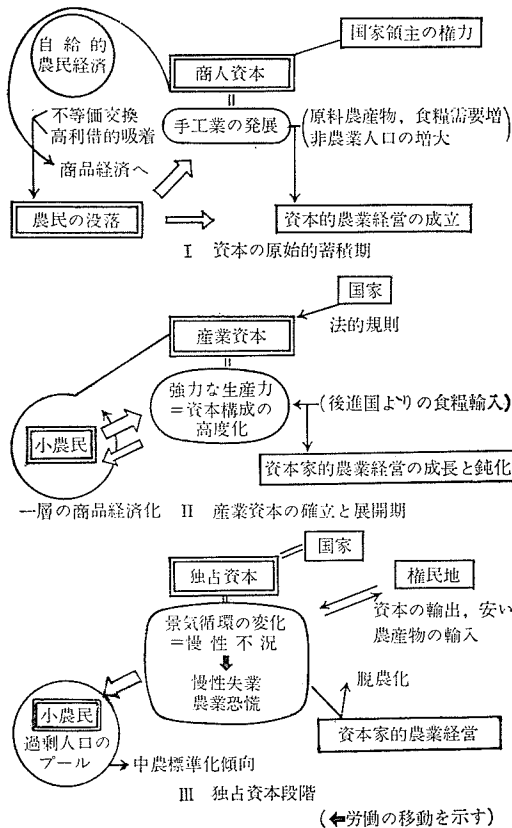 自給的
農民経済
国家領主の権力
商人資本
不等価交換
高利借的吸着
手工業の発展
(原料農産物，食糧需要増)
非農業人口の増大
商品経済へ
農民の没落
資本的農業経営の成立
I 資本の原始的蓄積期
国家
産業資本
法的規則
強力な生産力
＝資本構成の
高度化
(後進国よりの食糧輸入)
小農民
資本家的農業経営の成長と鈍化
一層の商品経済化
II 産業資本の確立と展開期
国家
独占資本
権民地
景気循環の変化
＝慢性不況
慢性失業
農業恐慌
資本の輸出，安い
農産物の輸入
脱農化
小農民
過剰人口の
プール
資本家的農業経営
中農標準化傾向
III 独占資本段階
(←労働の移動を示す)